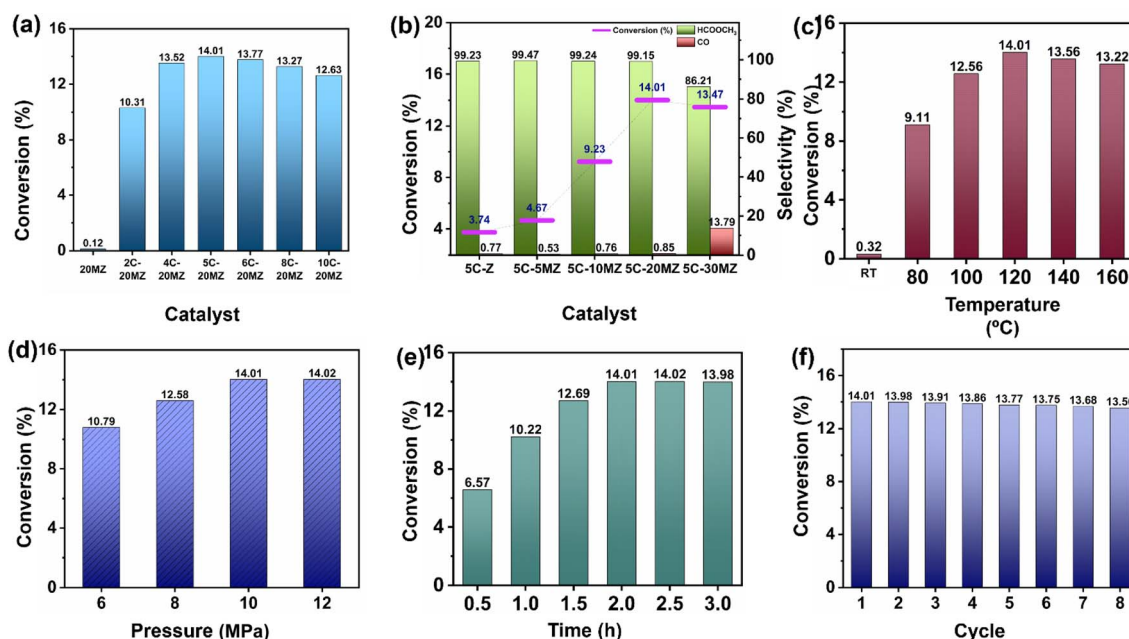 (a)
16
12
8
4
0
Conversion (%)
0.12
10.31
13.52
14.01
13.77
13.27
12.63
20MZ
2C-
20MZ
4C-
20MZ
5C-
20MZ
6C-
20MZ
8C-
20MZ
10C-
20MZ
Catalyst
(b)
20
16
12
8
4
Conversion (%)
Conversion (%)
HCOOCH₃
CO
99.23
99.47
99.24
99.15
86.21
3.74
4.67
9.23
14.01
13.47
0.77
0.53
0.76
0.85
13.79
100
80
60
40
20
0
Selectivity (%)
5C-Z
5C-5MZ
5C-10MZ
5C-20MZ
5C-30MZ
Catalyst
(c)
16
12
8
4
0
Conversion (%)
0.32
9.11
12.56
14.01
13.56
13.22
RT
80
100
120
140
160
Temperature
(ºC)
(d)
16
12
8
4
0
Conversion (%)
10.79
12.58
14.01
14.02
6
8
10
12
Pressure (MPa)
(e)
16
12
8
4
0
Conversion (%)
6.57
10.22
12.69
14.01
14.02
13.98
0.5
1.0
1.5
2.0
2.5
3.0
Time (h)
(f)
16
12
8
4
0
Conversion (%)
14.01
13.98
13.91
13.86
13.77
13.75
13.68
1
2
3
4
5
6
7
8
Cycle